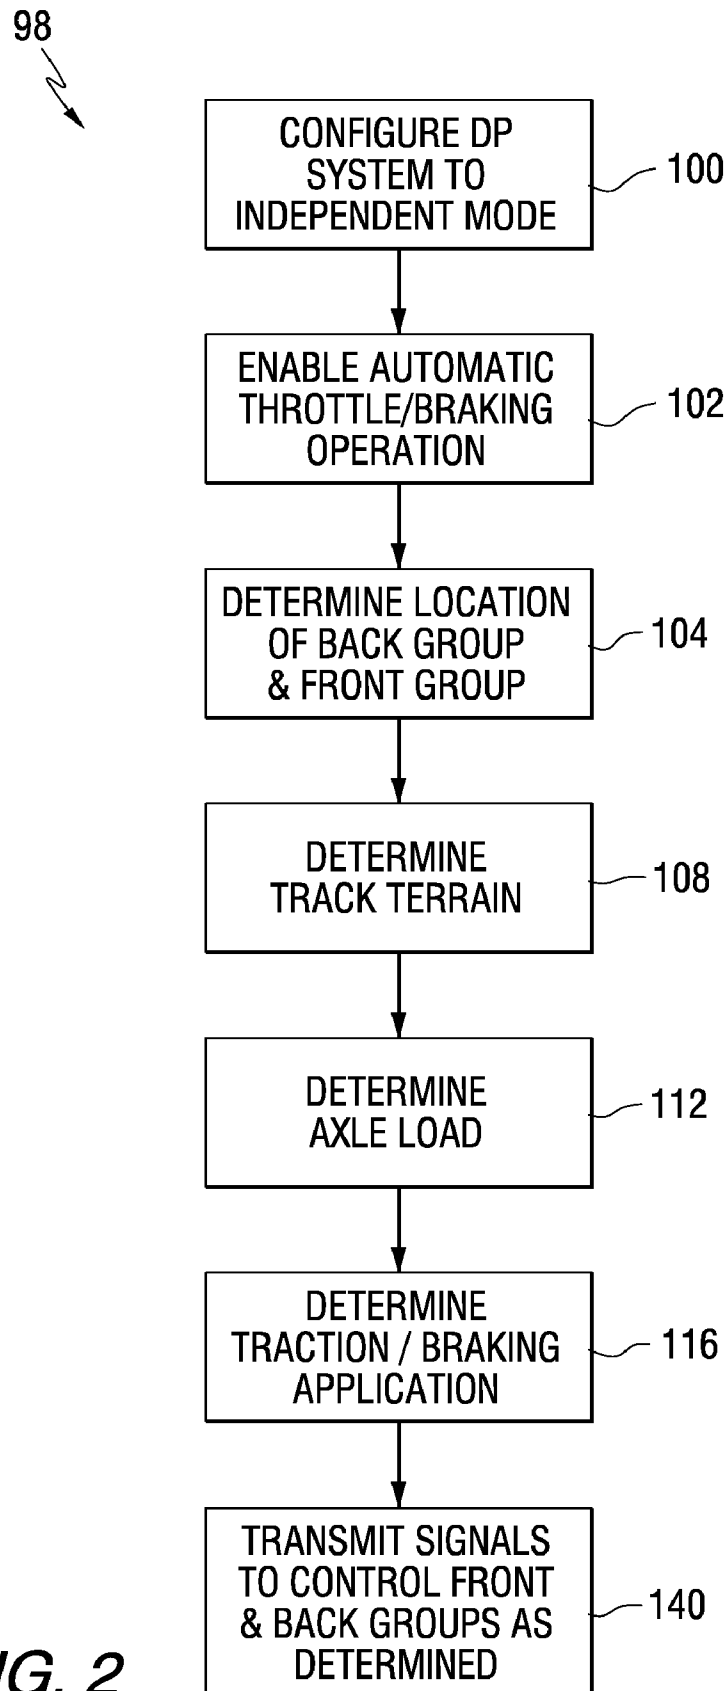 98
CONFIGURE DP
SYSTEM TO
INDEPENDENT MODE
100
ENABLE AUTOMATIC
THROTTLE/BRAKING
OPERATION
102
DETERMINE LOCATION
OF BACK GROUP
& FRONT GROUP
104
DETERMINE
TRACK TERRAIN
108
DETERMINE
AXLE LOAD
112
DETERMINE
TRACTION / BRAKING
APPLICATION
116
TRANSMIT SIGNALS
TO CONTROL FRONT
& BACK GROUPS AS
DETERMINED
140
IG. 2